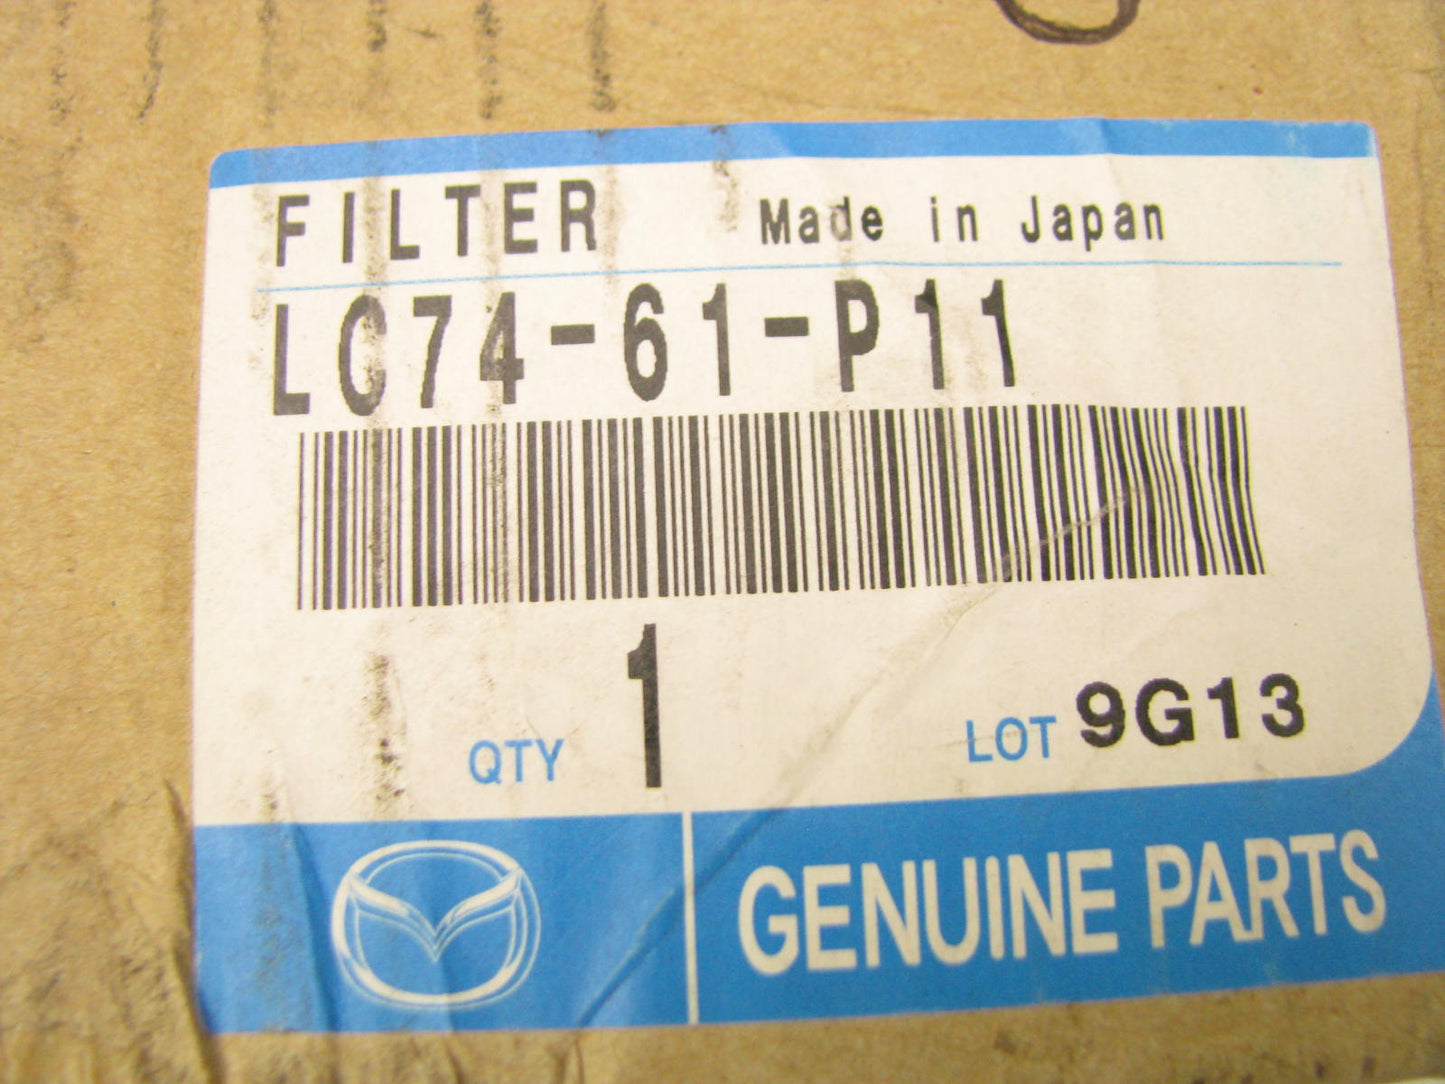 FILTER Made in Japan
LC74-61-P11
QTY 1 LOT 9G13
GENUINE PARTS